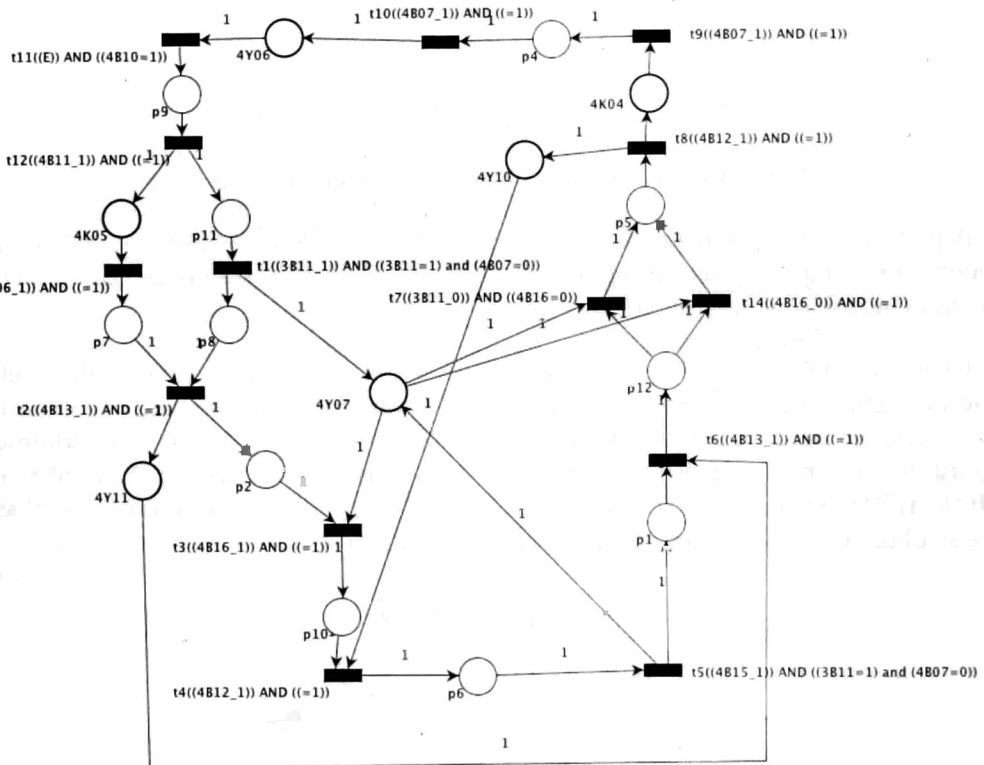 1
1
t10((4B07_1)) AND ((=1))
1
1
t9((4B07_1)) AND ((=1))
4Y06
p4
t11((E)) AND ((4B10=1))
p9
4K04
1
t8((4B12_1)) AND ((=1))
t12((4B11_1)) AND ((=1))
1
1
4Y10
4K05
p11
p5
1
1
t1((3B11_1)) AND ((3B11=1) and (4B07=0))
06_1)) AND ((=1))
t7((3B11_0)) AND ((4B16=0))
t14((4B16_0)) AND ((=1))
1
1
1
1
1
p7
1
1
p8
p12
1
4Y07
1
t2((4B13_1)) AND ((=1))
1
t6((4B13_1)) AND ((=1))
1
p2
1
4Y11
1
p1
t3((4B16_1)) AND ((=1))
1
1
p10
1
1
t4((4B12_1)) AND ((=1))
p6
t5((4B15_1)) AND ((3B11=1) and (4B07=0))
1